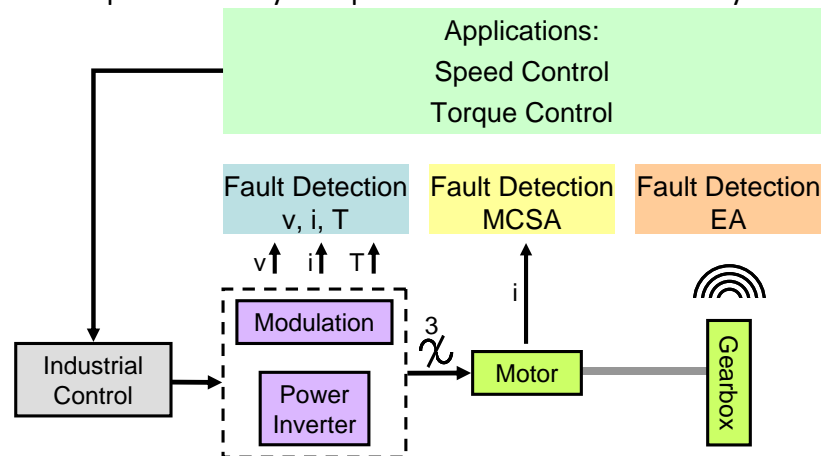 Applications:
Speed Control
Torque Control
Fault Detection
v, i, T
Fault Detection
MCSA
Fault Detection
EA
v
i
T
i
Modulation
3
Industrial
Control
Power
Inverter
Motor
Gearbox